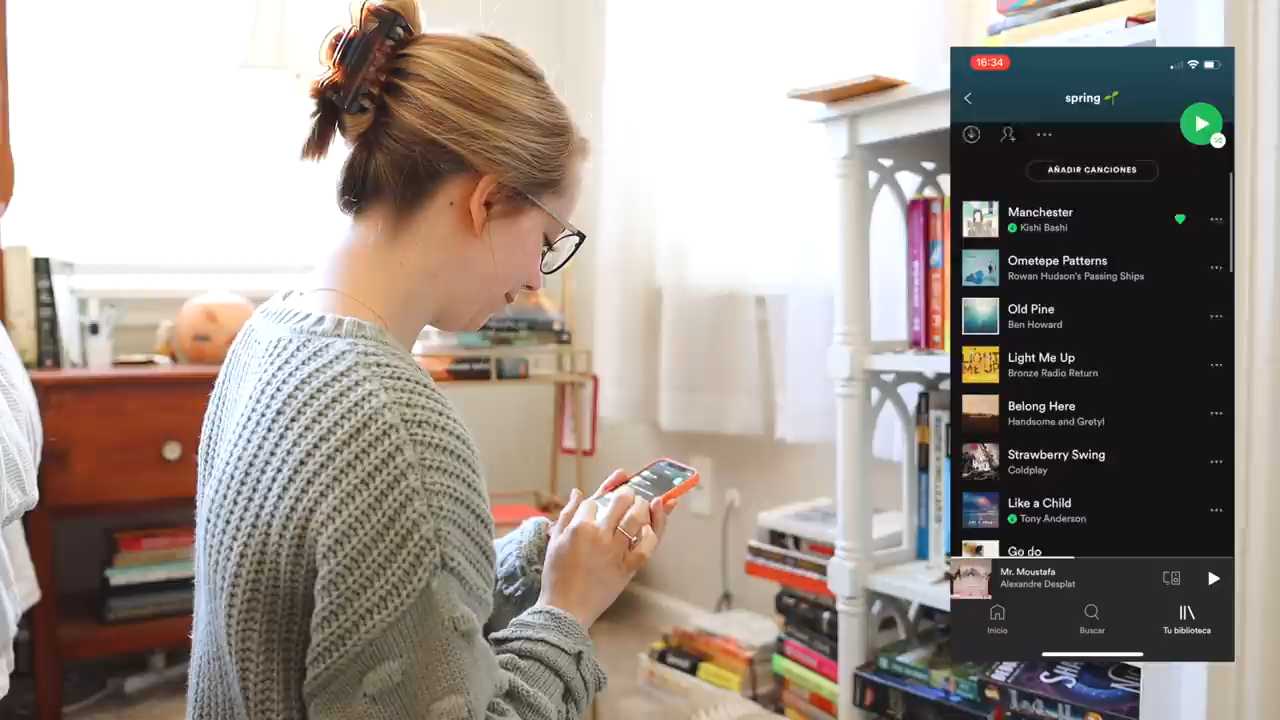 16:34
spring
AÑADIR CANCIONES
Manchester
Kishi Bashi
Ometepe Patterns
Rowan Hudson's Passing Ships
Old Pine
Ben Howard
Light Me Up
Bronze Radio Return
Belong Here
Handsome and Gretyl
Strawberry Swing
Coldplay
Like a Child
Tony Anderson
Go do
Mr. Moustafa
Alexandre Desplat
Inicio
Buscar
Tu biblioteca